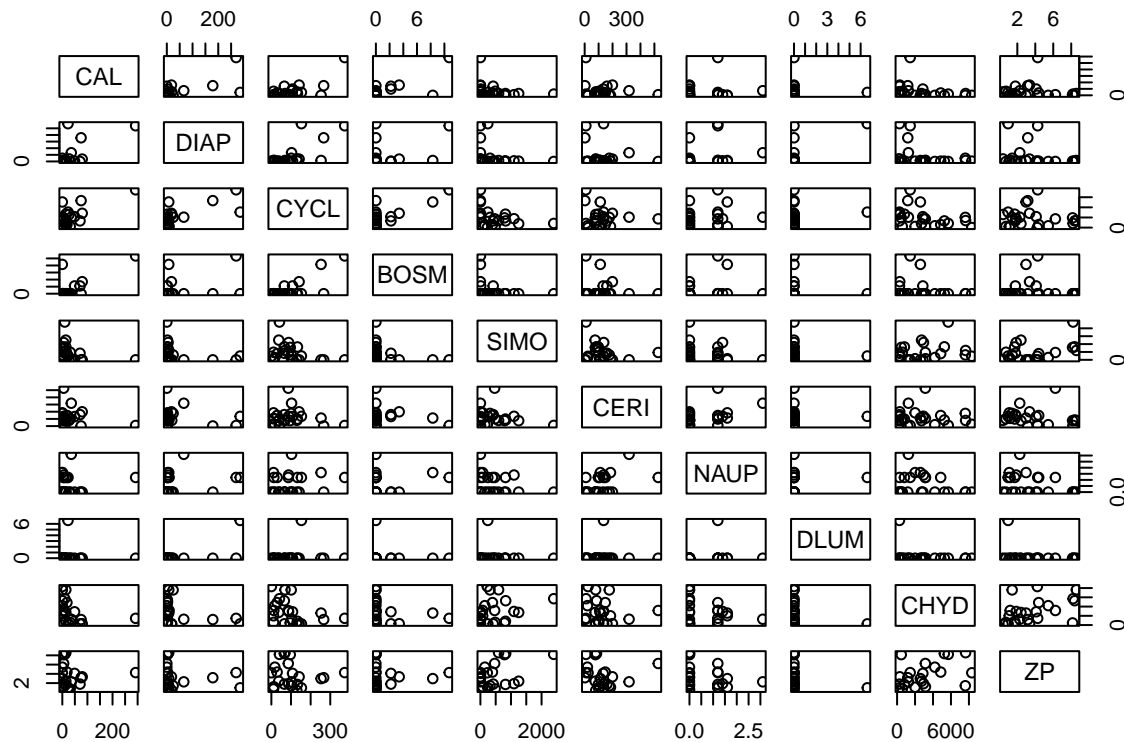 0 200 0 6 0 300 0 3 6 2 6
CAL 0
0 DIAP
CYCL 0
0 BOSM
SIMO 0
0 CERI
NAUP 0.0
0 6 DLUM
CHYD 0
2 ZP
0 200 0 300 0 2000 0.0 2.5 0 6000